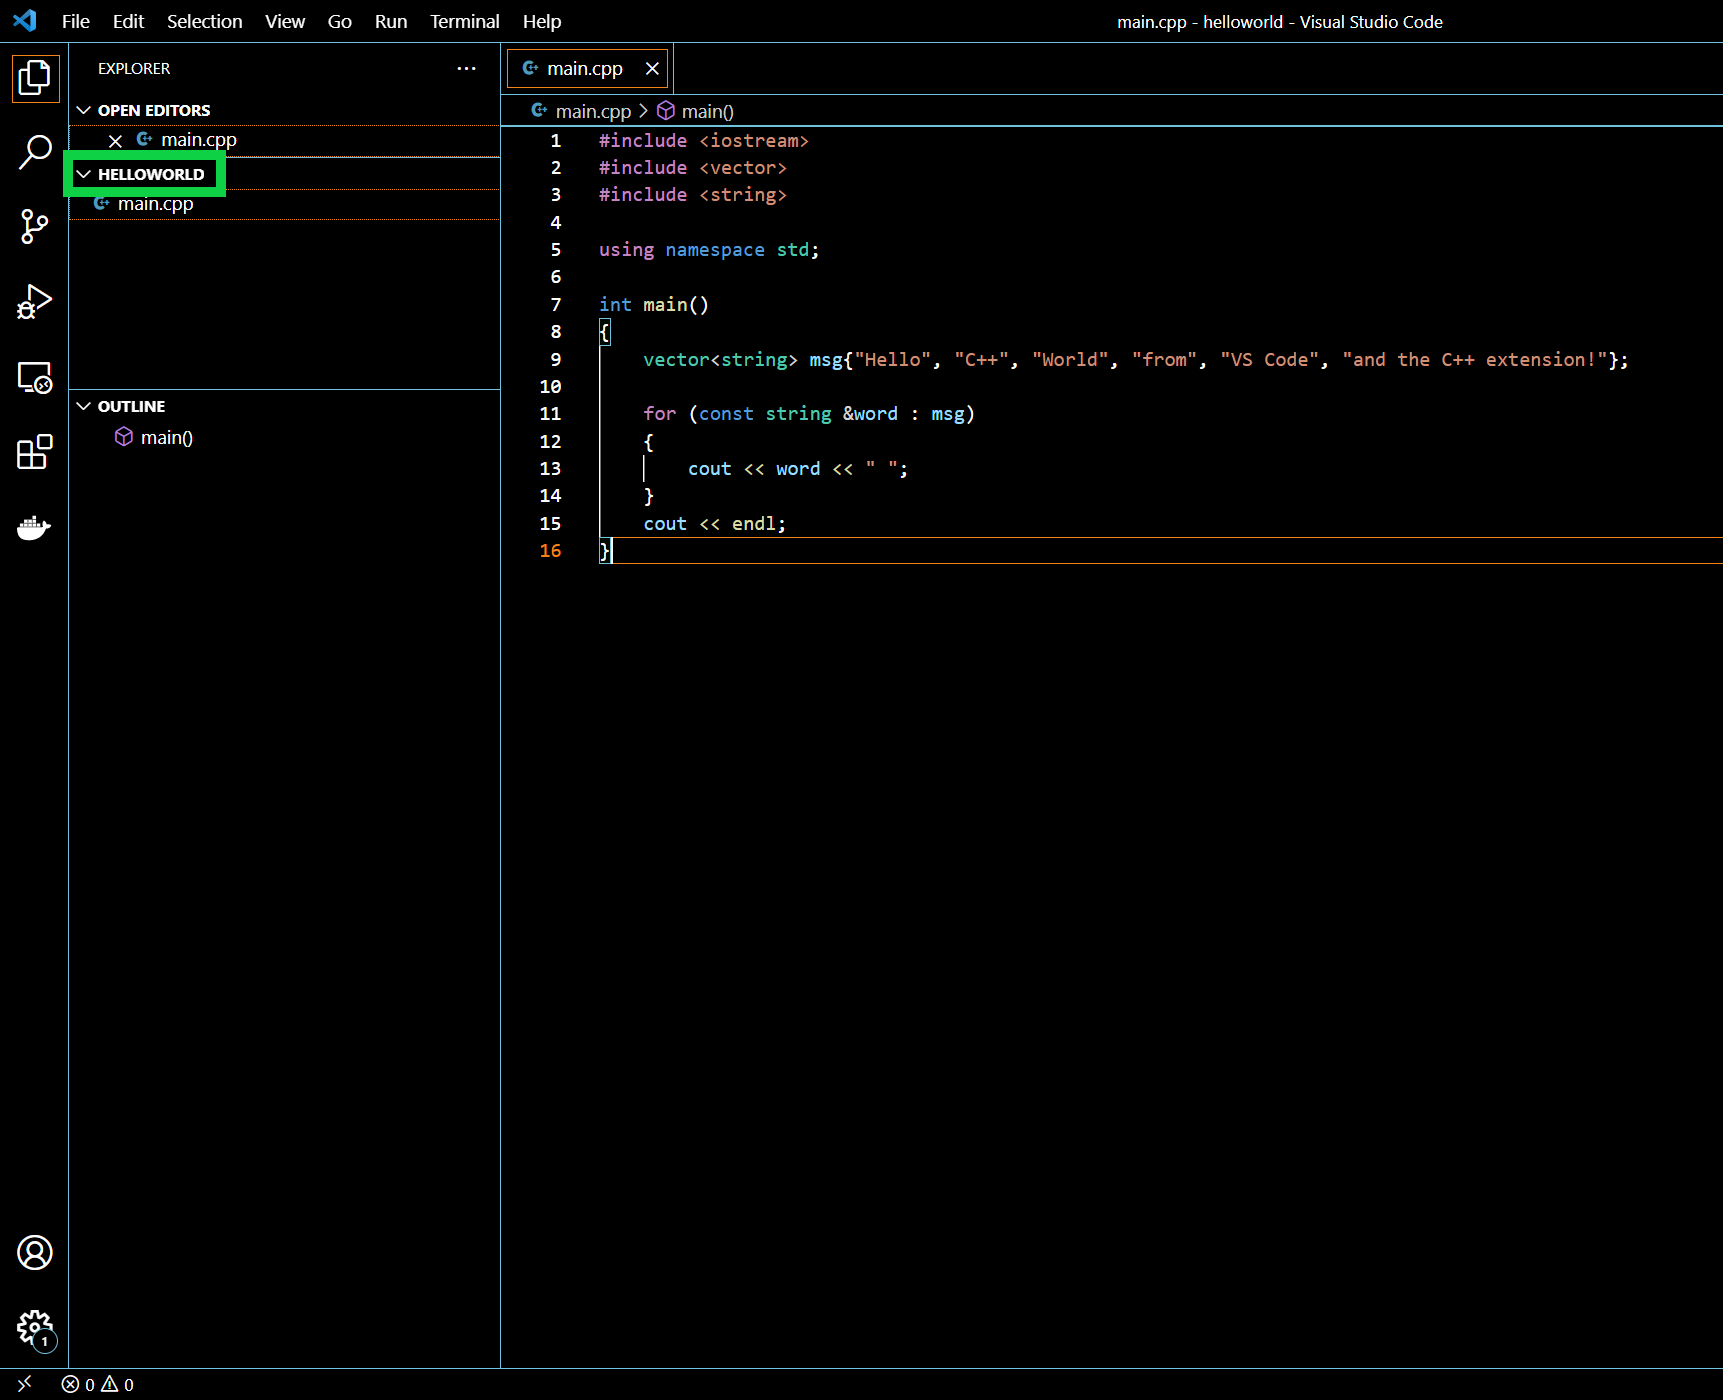 File Edit Selection View Go Run Terminal Help main.cpp - helloworld - Visual Studio Code
EXPLORER ···
OPEN EDITORS
main.cpp
HELLOWORLD
main.cpp
OUTLINE
main()
main.cpp
main.cpp > main()
1 #include <iostream>
2 #include <vector>
3 #include <string>
4
5 using namespace std;
6
7 int main()
8 {
9 vector<string> msg{"Hello", "C++", "World", "from", "VS Code", "and the C++ extension!"};
10
11 for (const string &word : msg)
12 {
13 cout << word << " ";
14 }
15 cout << endl;
16 }
1
0 0